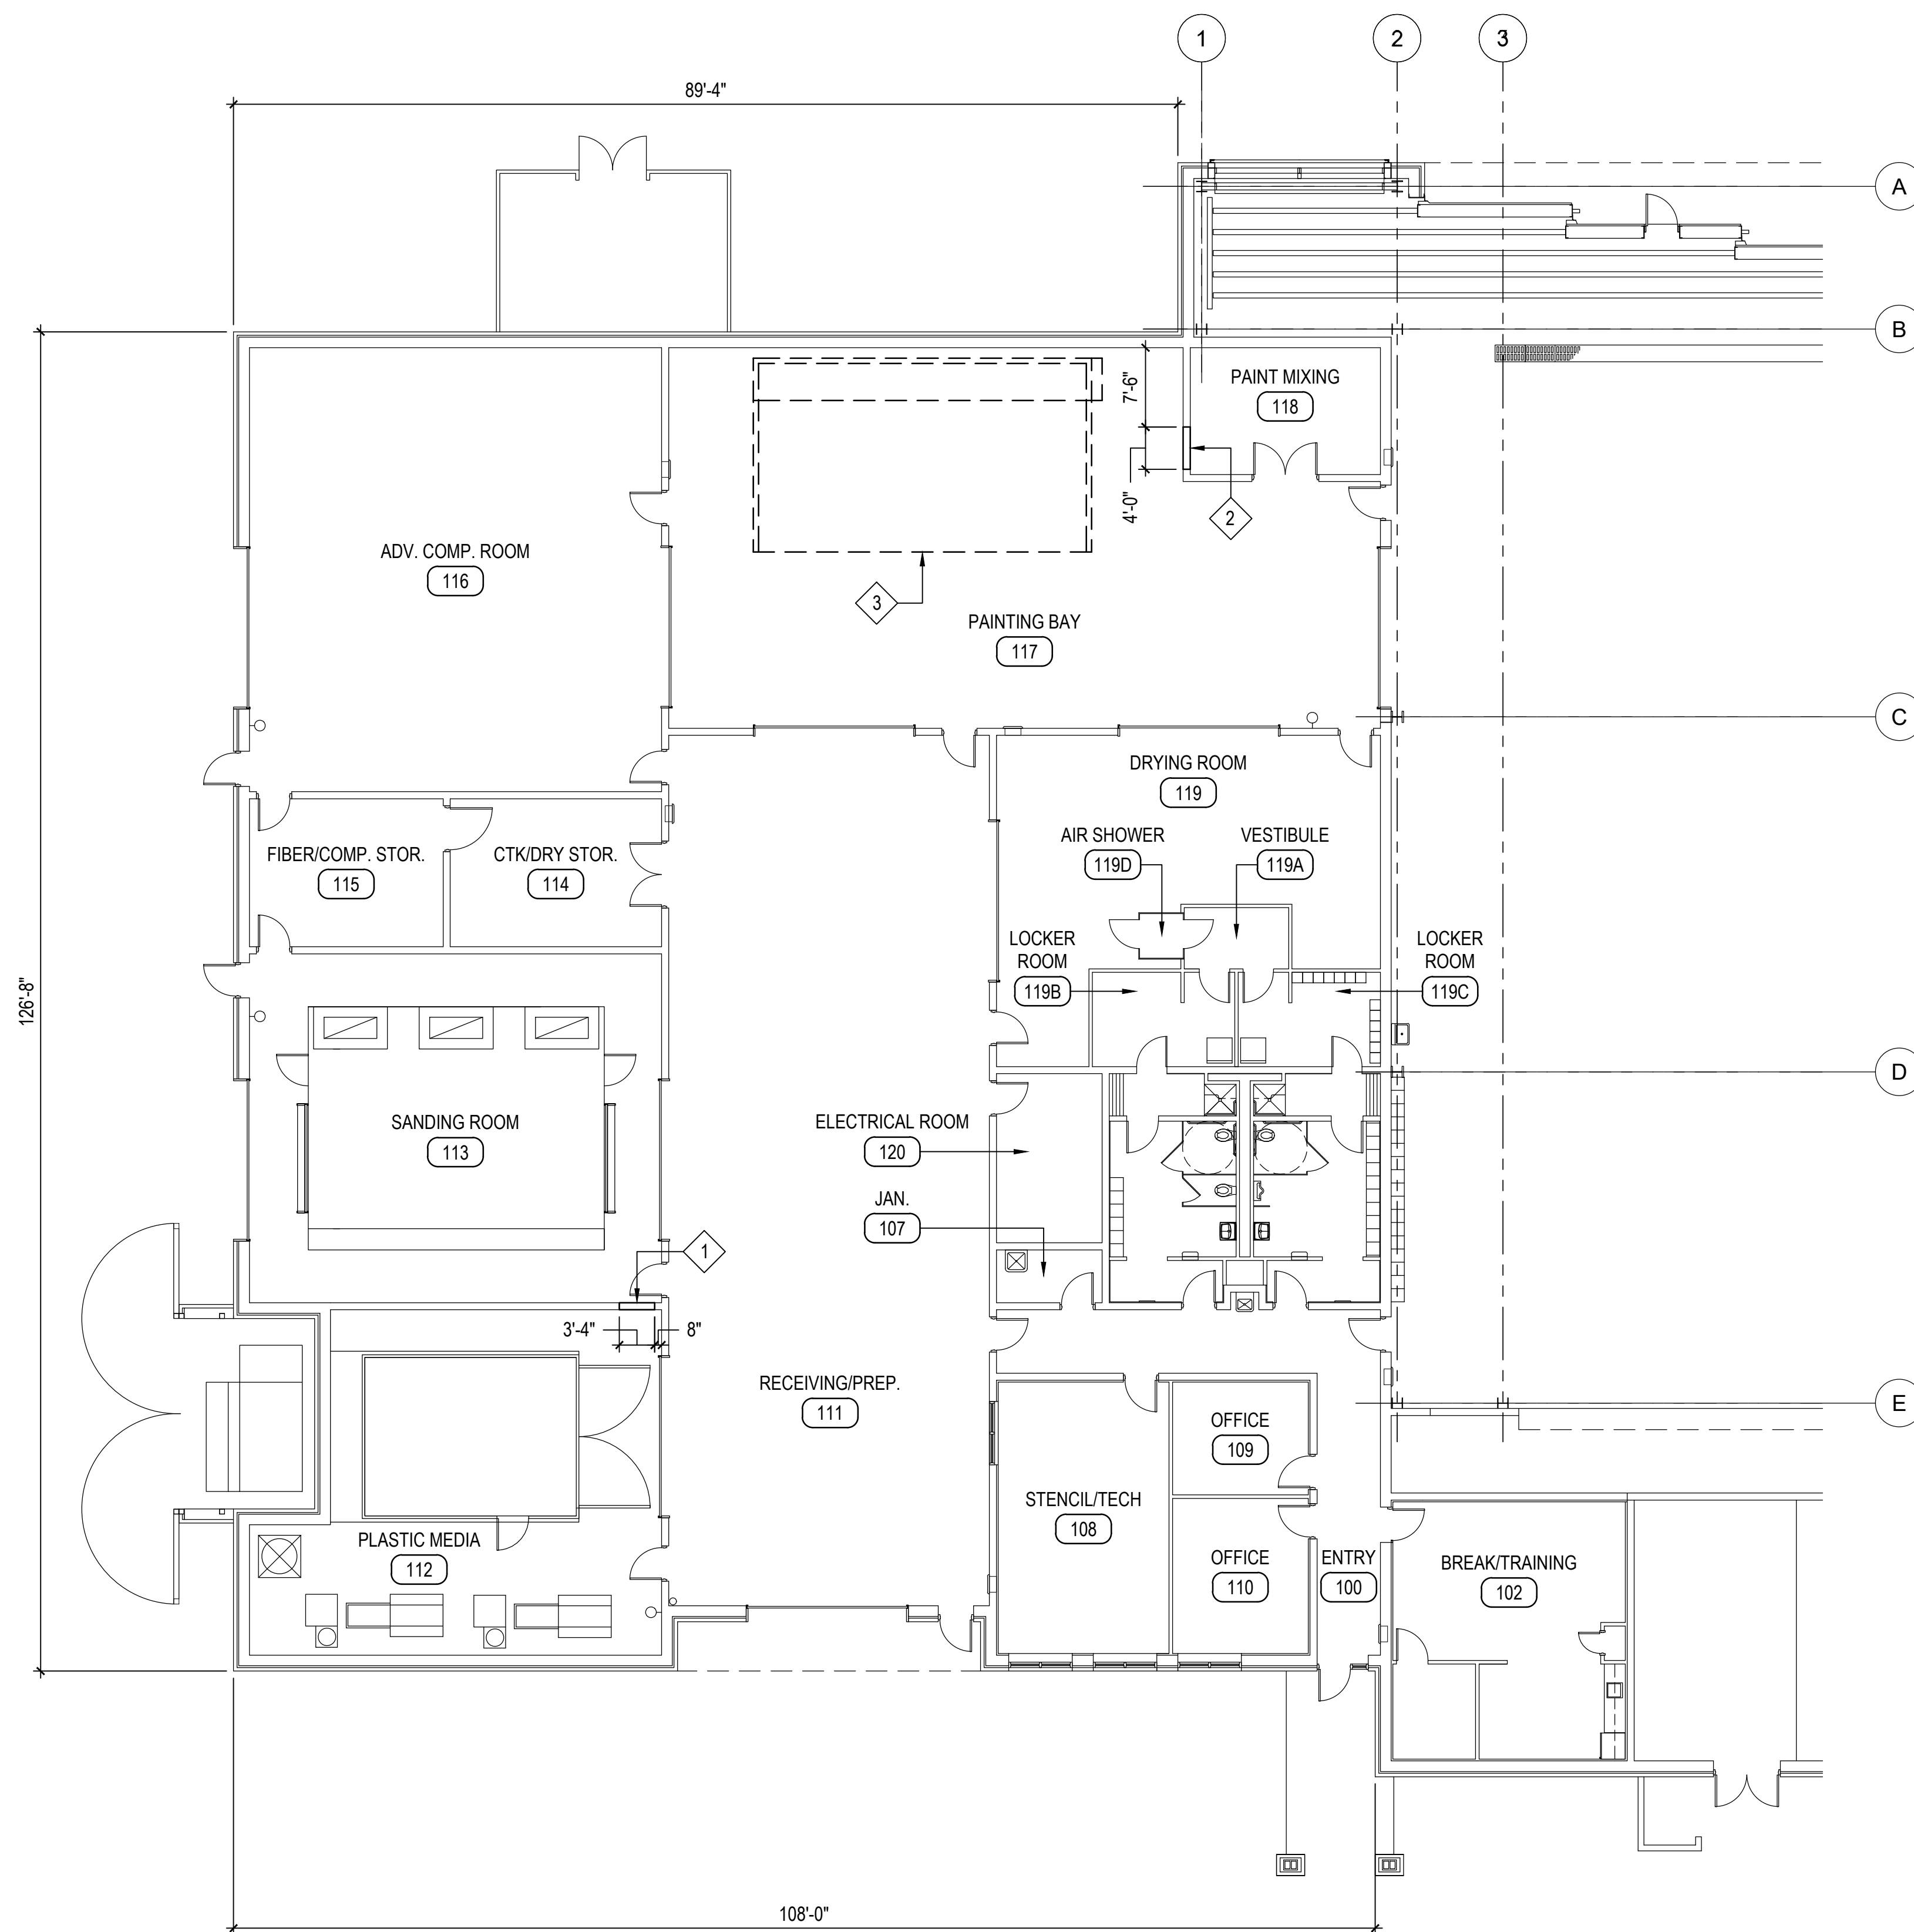 1
2
3
89'-4"
A
B
7'-6"
PAINT MIXING
118
4'-0"
2
ADV. COMP. ROOM
116
3
PAINTING BAY
117
C
DRYING ROOM
119
AIR SHOWER
119D
VESTIBULE
119A
FIBER/COMP. STOR.
115
CTK/DRY STOR.
114
LOCKER
ROOM
119B
LOCKER
ROOM
119C
126'-8"
D
SANDING ROOM
113
ELECTRICAL ROOM
120
JAN.
107
1
3'-4"
8"
RECEIVING/PREP.
111
E
OFFICE
109
STENCIL/TECH
108
PLASTIC MEDIA
112
OFFICE
110
ENTRY
100
BREAK/TRAINING
102
108'-0"